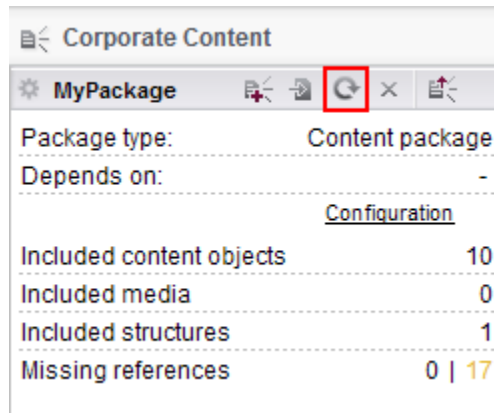 Corporate Content
MyPackage
Package type: Content package
Depends on: -
Configuration
Included content objects 10
Included media 0
Included structures 1
Missing references 0 | 17